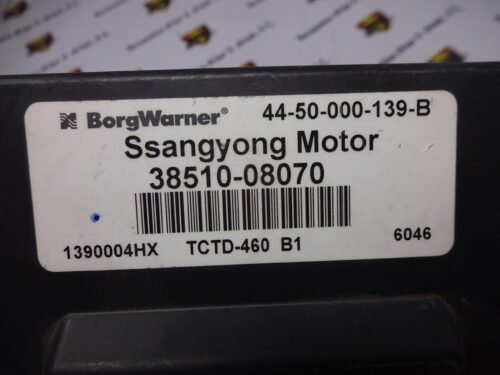 BorgWarner® 44-50-000-139-B
Ssangyong Motor
38510-08070
1390004HX TCTD-460 B1 6046